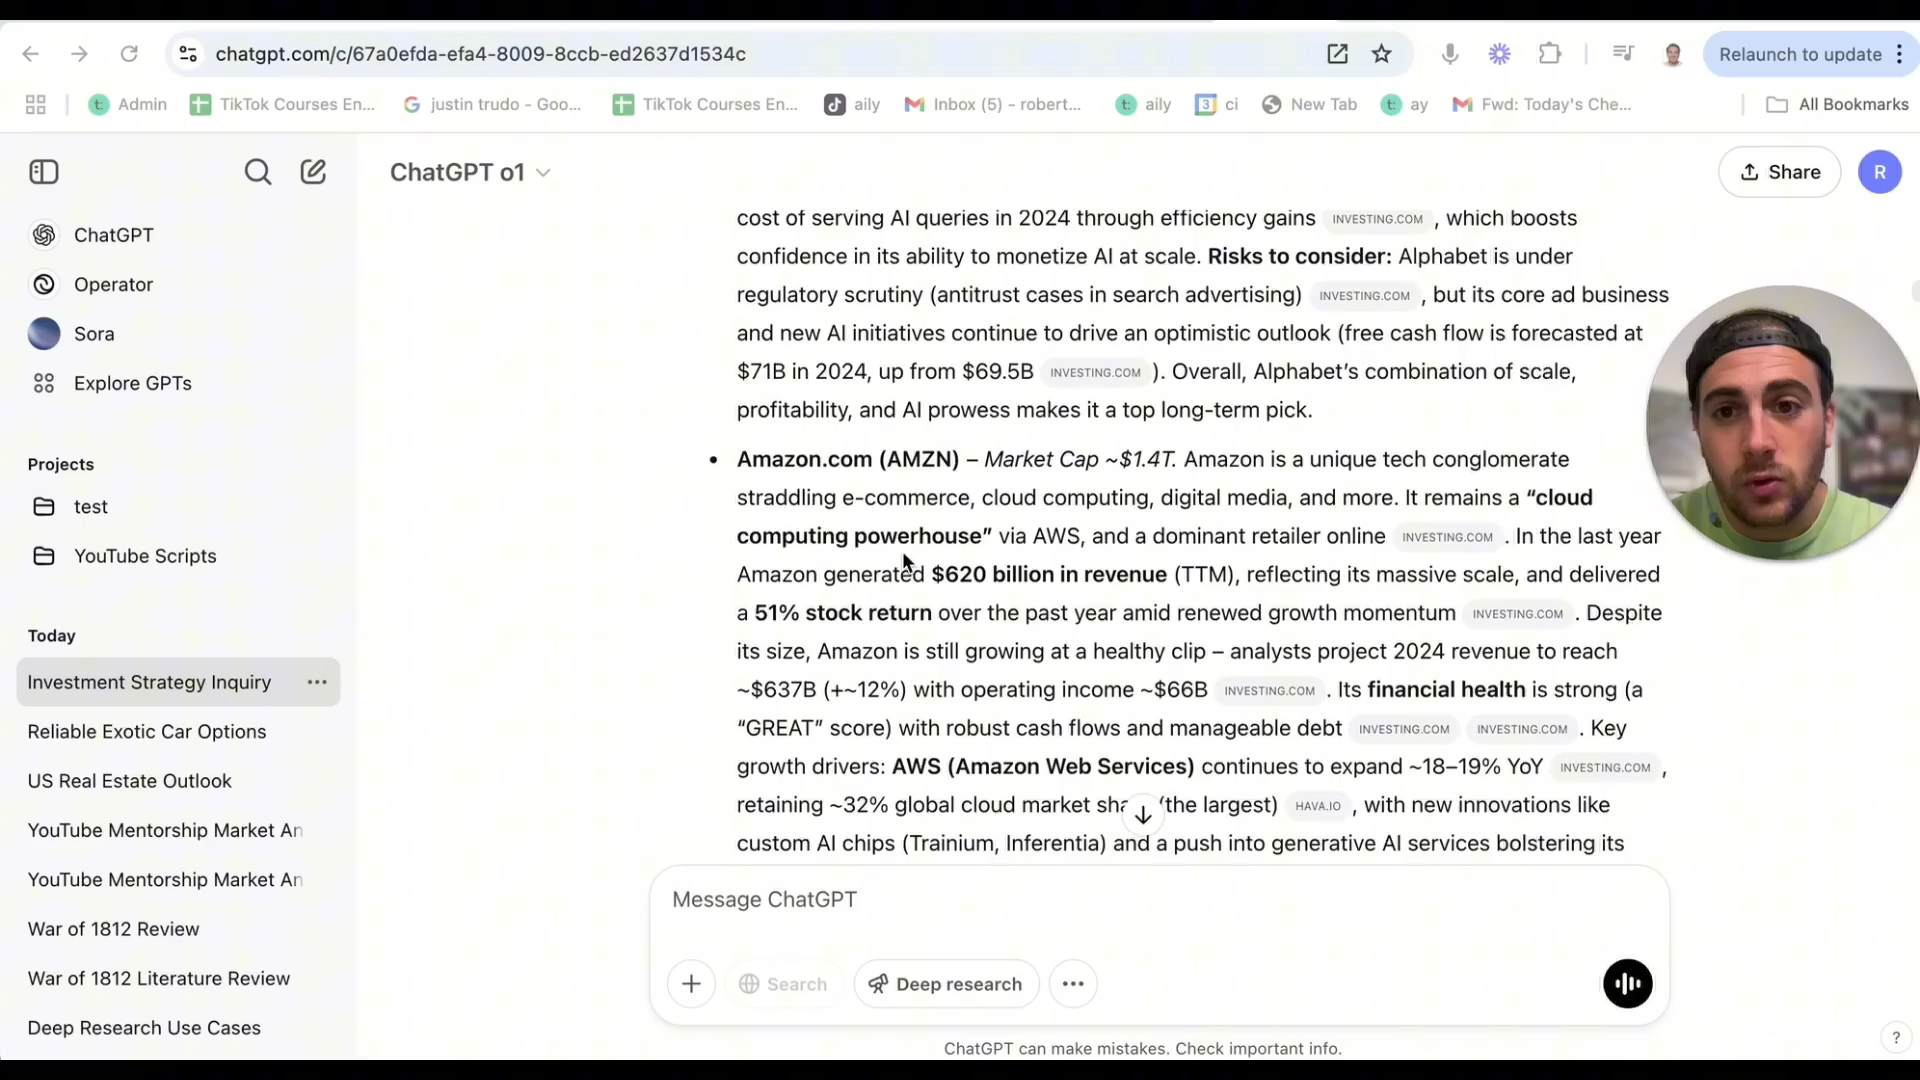 chatgpt.com/c/67a0efda-efa4-8009-8ccb-ed2637d1534c
Relaunch to update
Admin
TikTok Courses En...
justin trudo - Goo...
TikTok Courses En...
aily
Inbox (5) - robert...
aily
3
ci
New Tab
ay
Fwd: Today's Che...
All Bookmarks
ChatGPT o1
Share
R
ChatGPT
Operator
Sora
Explore GPTs
Projects
test
YouTube Scripts
Today
Investment Strategy Inquiry
Reliable Exotic Car Options
US Real Estate Outlook
YouTube Mentorship Market An
YouTube Mentorship Market An
War of 1812 Review
War of 1812 Literature Review
Deep Research Use Cases
cost of serving AI queries in 2024 through efficiency gains INVESTING.COM , which boosts
confidence in its ability to monetize AI at scale. Risks to consider: Alphabet is under
regulatory scrutiny (antitrust cases in search advertising) INVESTING.COM , but its core ad business
and new AI initiatives continue to drive an optimistic outlook (free cash flow is forecasted at
$71B in 2024, up from $69.5B INVESTING.COM ). Overall, Alphabet’s combination of scale,
profitability, and AI prowess makes it a top long-term pick.
• Amazon.com (AMZN) – Market Cap ~$1.4T. Amazon is a unique tech conglomerate
straddling e-commerce, cloud computing, digital media, and more. It remains a “cloud
computing powerhouse” via AWS, and a dominant retailer online INVESTING.COM . In the last year
Amazon generated $620 billion in revenue (TTM), reflecting its massive scale, and delivered
a 51% stock return over the past year amid renewed growth momentum INVESTING.COM . Despite
its size, Amazon is still growing at a healthy clip – analysts project 2024 revenue to reach
~$637B (+~12%) with operating income ~$66B INVESTING.COM . Its financial health is strong (a
“GREAT” score) with robust cash flows and manageable debt INVESTING.COM INVESTING.COM . Key
growth drivers: AWS (Amazon Web Services) continues to expand ~18–19% YoY INVESTING.COM ,
retaining ~32% global cloud market sha (the largest) HAVA.IO , with new innovations like
custom AI chips (Trainium, Inferentia) and a push into generative AI services bolstering its
Message ChatGPT
Search
Deep research
ChatGPT can make mistakes. Check important info.
?